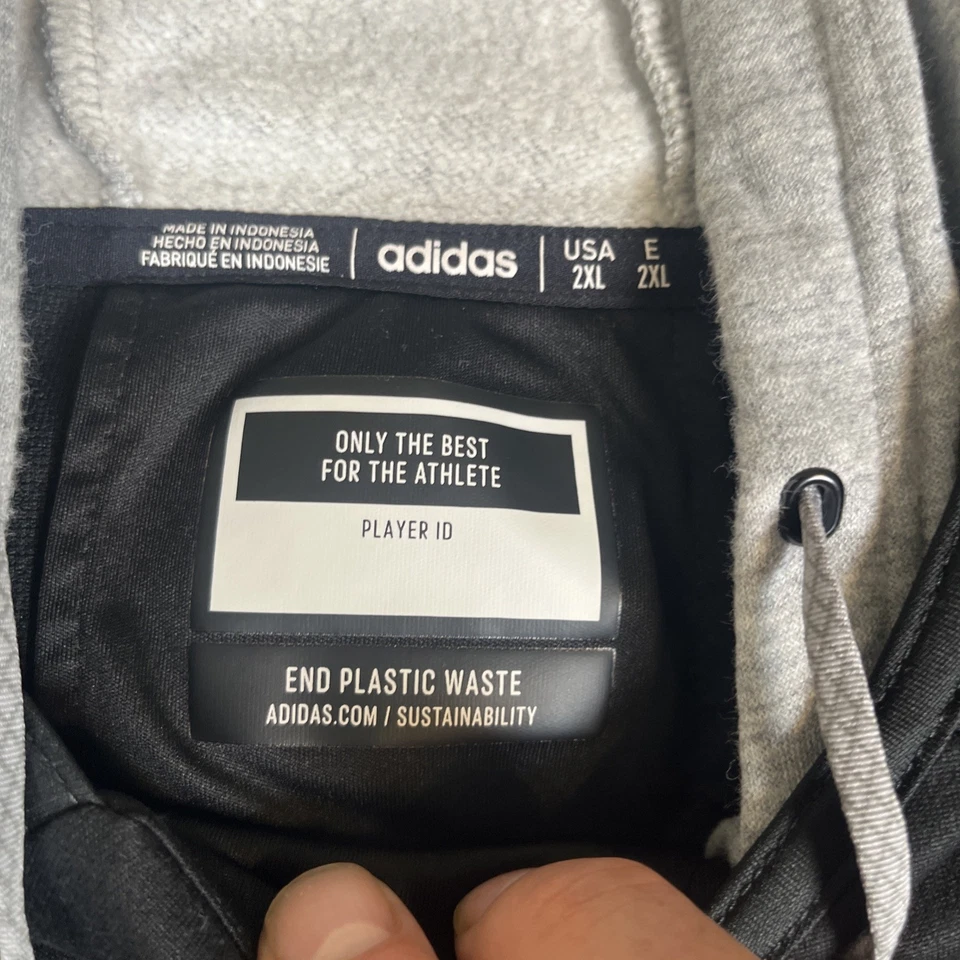 MADE IN INDONESIA
HECHO EN INDONESIA
FABRIQUÉ EN INDONESIE
adidas
USA E
2XL 2XL
ONLY THE BEST
FOR THE ATHLETE
PLAYER ID
END PLASTIC WASTE
ADIDAS.COM / SUSTAINABILITY